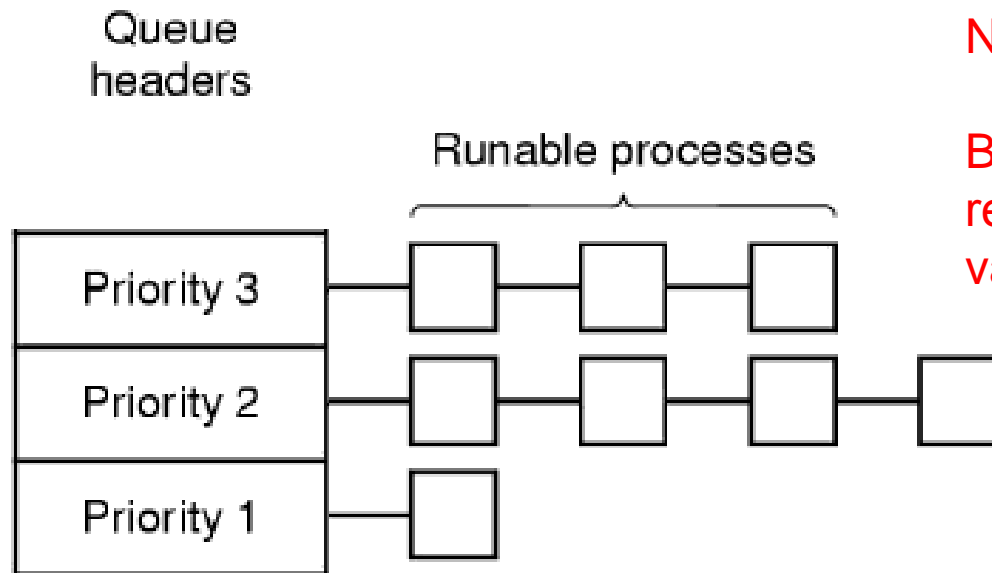 Queue
headers
Runable processes
Priority 3
Priority 2
Priority 1